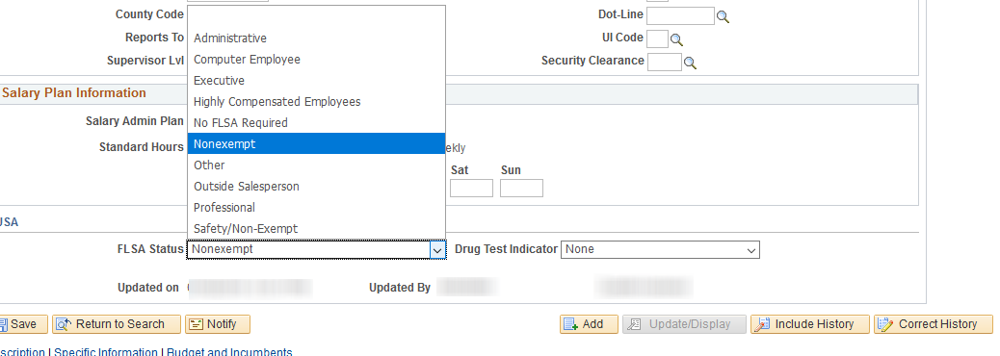 County Code
Dot-Line
Reports To
UI Code
Supervisor Lvl
Security Clearance
Administrative
Computer Employee
Executive
Highly Compensated Employees
No FLSA Required
Nonexempt
Other
Outside Salesperson
Professional
Safety/Non-Exempt
Salary Plan Information
Salary Admin Plan
Standard Hours
ekly
Sat Sun
USA
FLSA Status Nonexempt Drug Test Indicator None
Updated on Updated By
Save Return to Search Notify Add Update/Display Include History Correct History
scription | Specific Information | Budget and Incumbents